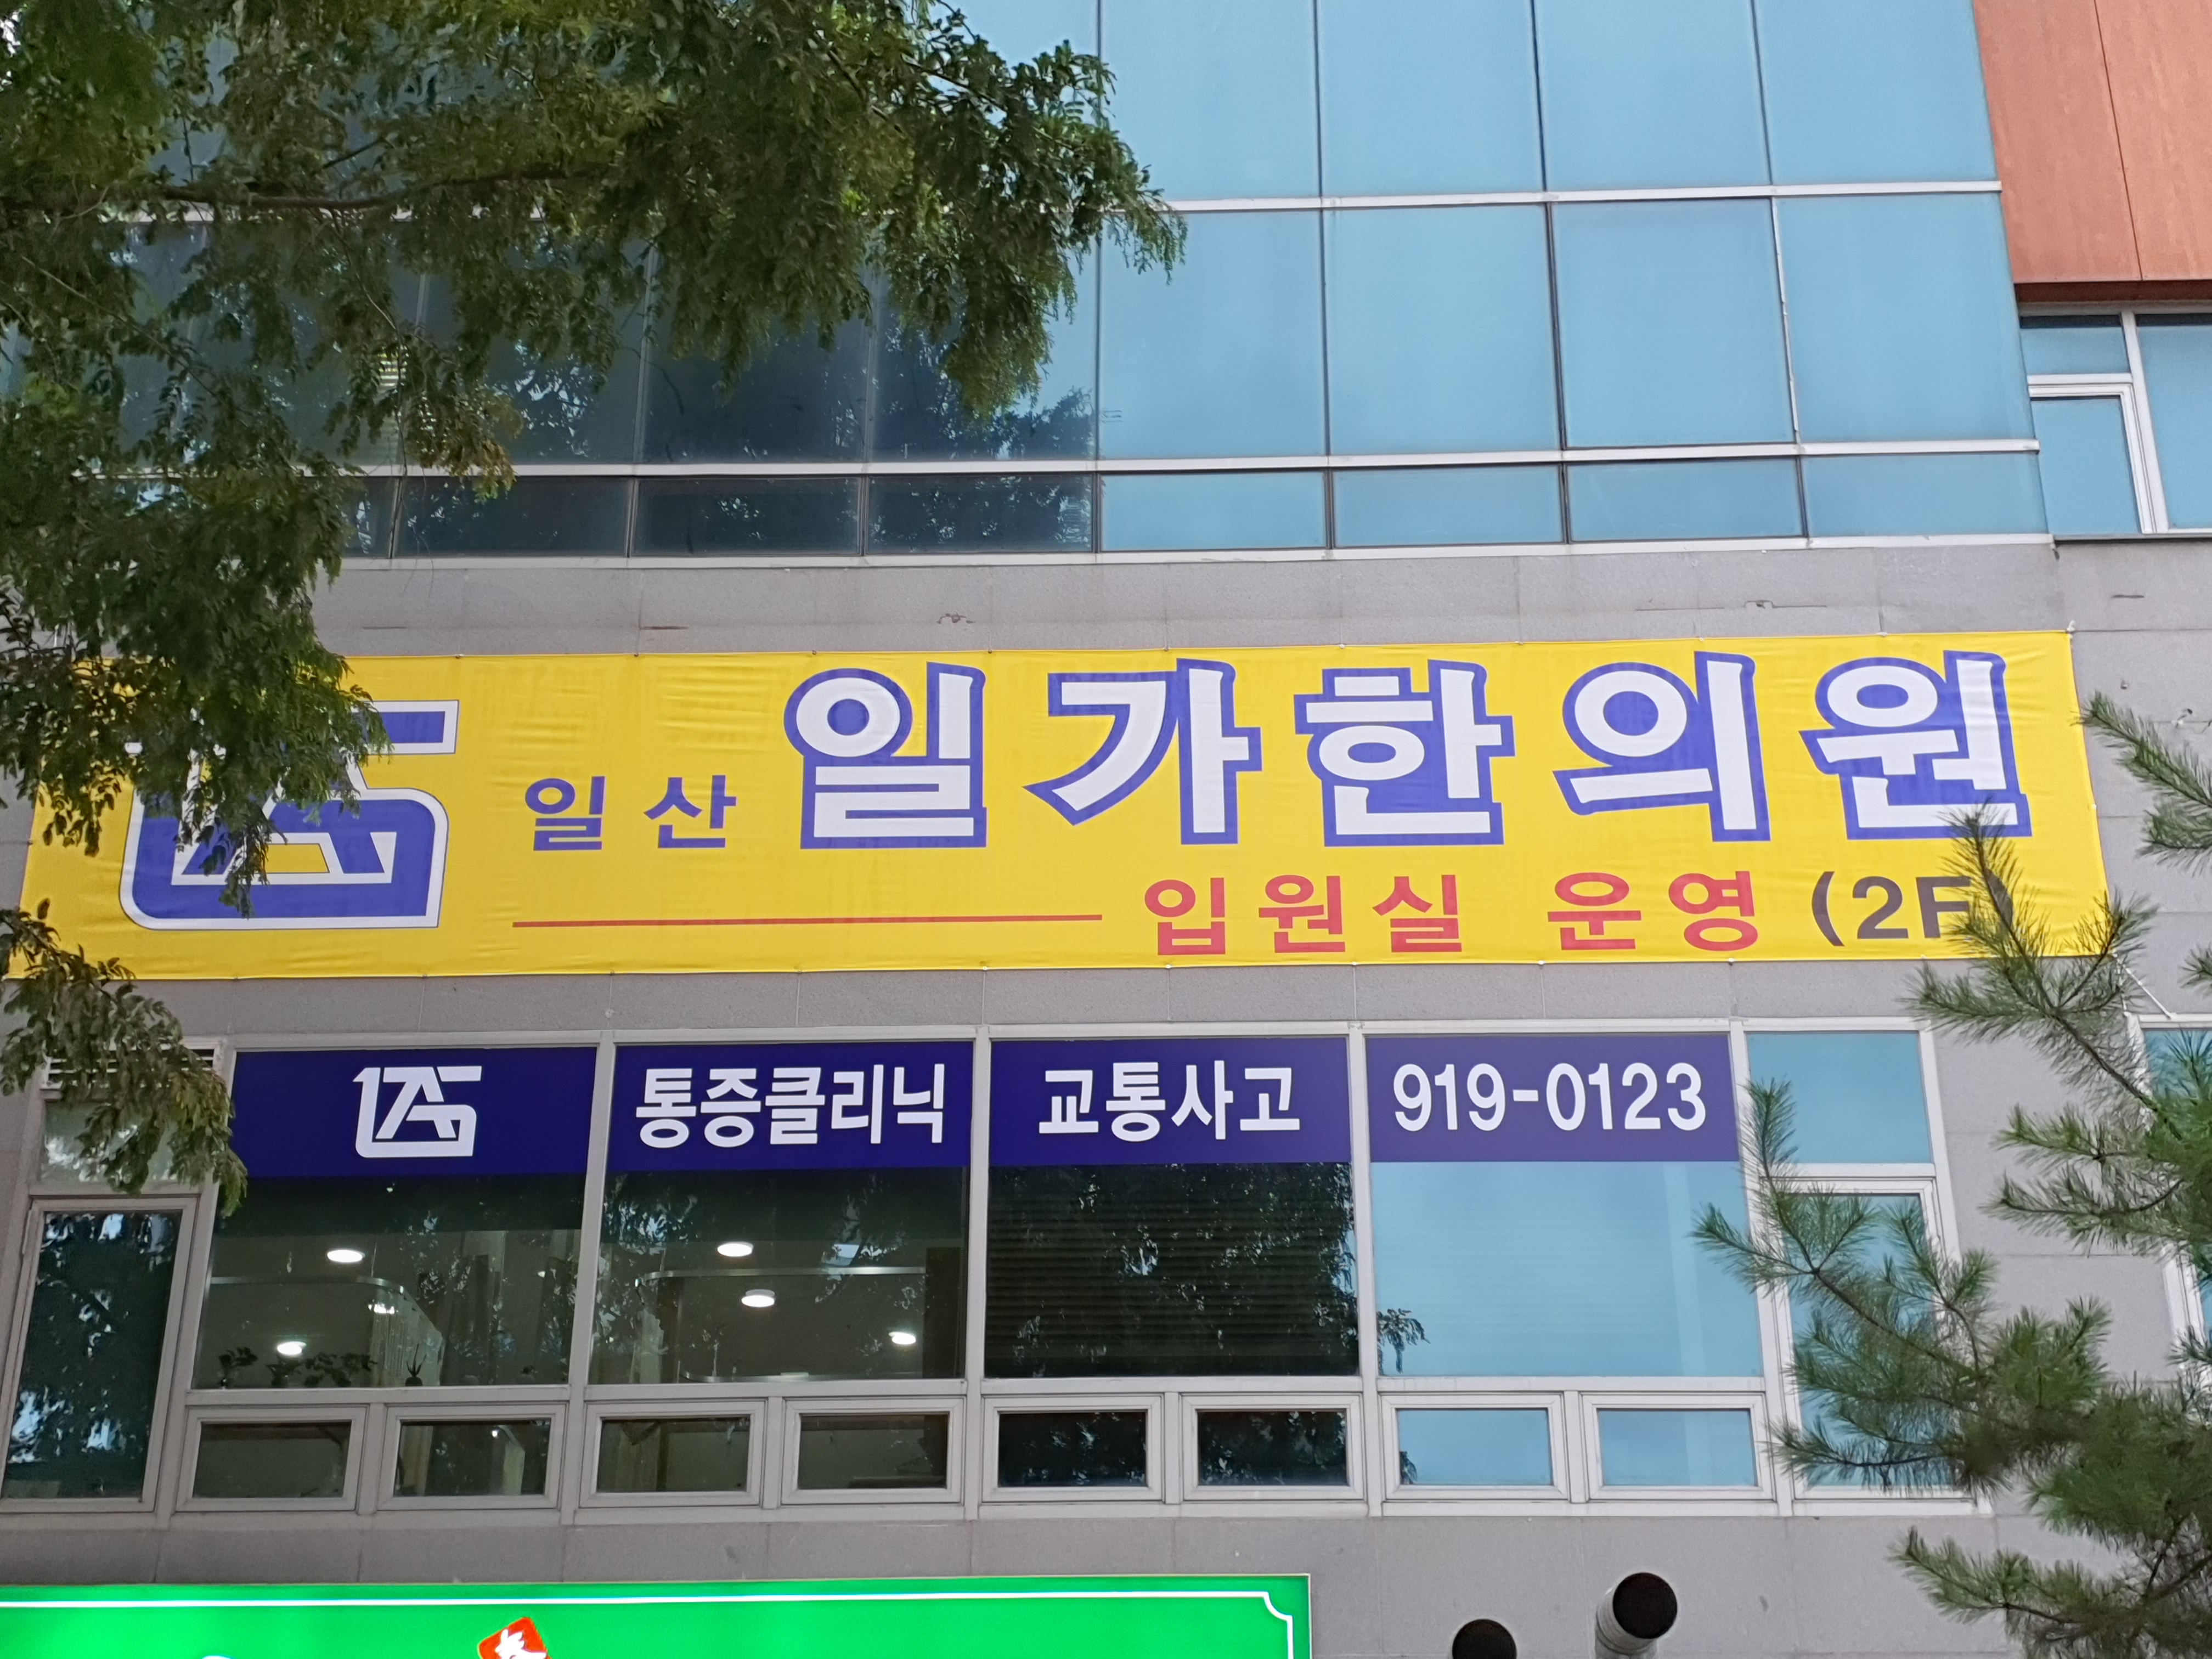 일산 일가한의원
입원실 운영 (2F)
통증클리닉 교통사고 919-0123